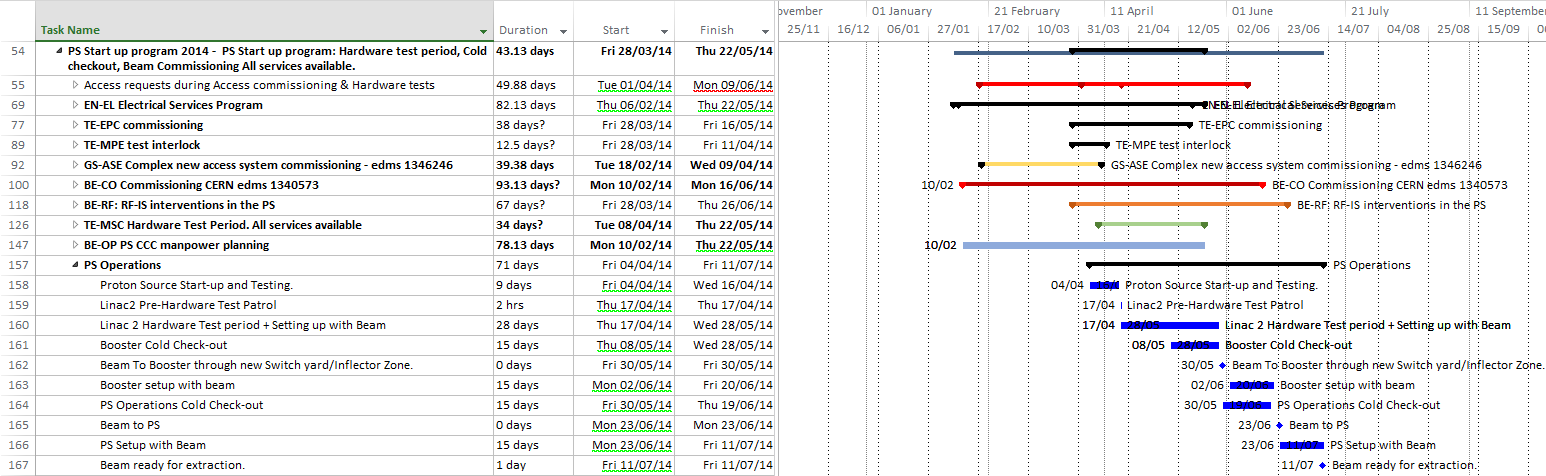 ovember 01 January 21 February 11 April 01 June 21 July 11 September
Task Name Duration Start Finish 25/11 16/12 06/01 27/01 17/02 10/03 31/03 21/04 12/05 02/06 23/06 14/07 04/08 25/08 15/09
54 PS Start up program 2014 - PS Start up program: Hardware test period, Cold 43.13 days Fri 28/03/14 Thu 22/05/14
checkout, Beam Commissioning All services available.
55 Access requests during Access commissioning & Hardware tests 49.88 days Tue 01/04/14 Mon 09/06/14
69 EN-EL Electrical Services Program 82.13 days Thu 06/02/14 Thu 22/05/14 EN-EL Electrical Services Program
77 TE-EPC commissioning 38 days? Fri 28/03/14 Fri 16/05/14 TE-EPC commissioning
89 TE-MPE test interlock 12.5 days? Fri 28/03/14 Fri 11/04/14 TE-MPE test interlock
92 GS-ASE Complex new access system commissioning - edms 1346246 39.38 days Tue 18/02/14 Wed 09/04/14 GS-ASE Complex new access system commissioning - edms 1346246
100 BE-CO Commissioning CERN edms 1340573 93.13 days? Mon 10/02/14 Mon 16/06/14 10/02 BE-CO Commissioning CERN edms 1340573
118 BE-RF: RF-IS interventions in the PS 67 days? Fri 28/03/14 Thu 26/06/14 BE-RF: RF-IS interventions in the PS
126 TE-MSC Hardware Test Period. All services available 34 days? Tue 08/04/14 Thu 22/05/14
147 BE-OP PS CCC manpower planning 78.13 days Mon 10/02/14 Thu 22/05/14 10/02
157 PS Operations 71 days Fri 04/04/14 Fri 11/07/14 PS Operations
158 Proton Source Start-up and Testing. 9 days Fri 04/04/14 Wed 16/04/14 04/04 Proton Source Start-up and Testing.
159 Linac2 Pre-Hardware Test Patrol 2 hrs Thu 17/04/14 Thu 17/04/14 17/04 Linac2 Pre-Hardware Test Patrol
160 Linac 2 Hardware Test period + Setting up with Beam 28 days Thu 17/04/14 Wed 28/05/14 17/04 28/05 Linac 2 Hardware Test period + Setting up with Beam
161 Booster Cold Check-out 15 days Thu 08/05/14 Wed 28/05/14 08/05 28/05 Booster Cold Check-out
162 Beam To Booster through new Switch yard/Inflector Zone. 0 days Fri 30/05/14 Fri 30/05/14 30/05 Beam To Booster through new Switch yard/Inflector Zone.
163 Booster setup with beam 15 days Mon 02/06/14 Fri 20/06/14 02/06 20/06 Booster setup with beam
164 PS Operations Cold Check-out 15 days Fri 30/05/14 Thu 19/06/14 30/05 19/06 PS Operations Cold Check-out
165 Beam to PS 0 days Mon 23/06/14 Mon 23/06/14 23/06 Beam to PS
166 PS Setup with Beam 15 days Mon 23/06/14 Fri 11/07/14 23/06 11/07 PS Setup with Beam
167 Beam ready for extraction. 1 day Fri 11/07/14 Fri 11/07/14 11/07 Beam ready for extraction.